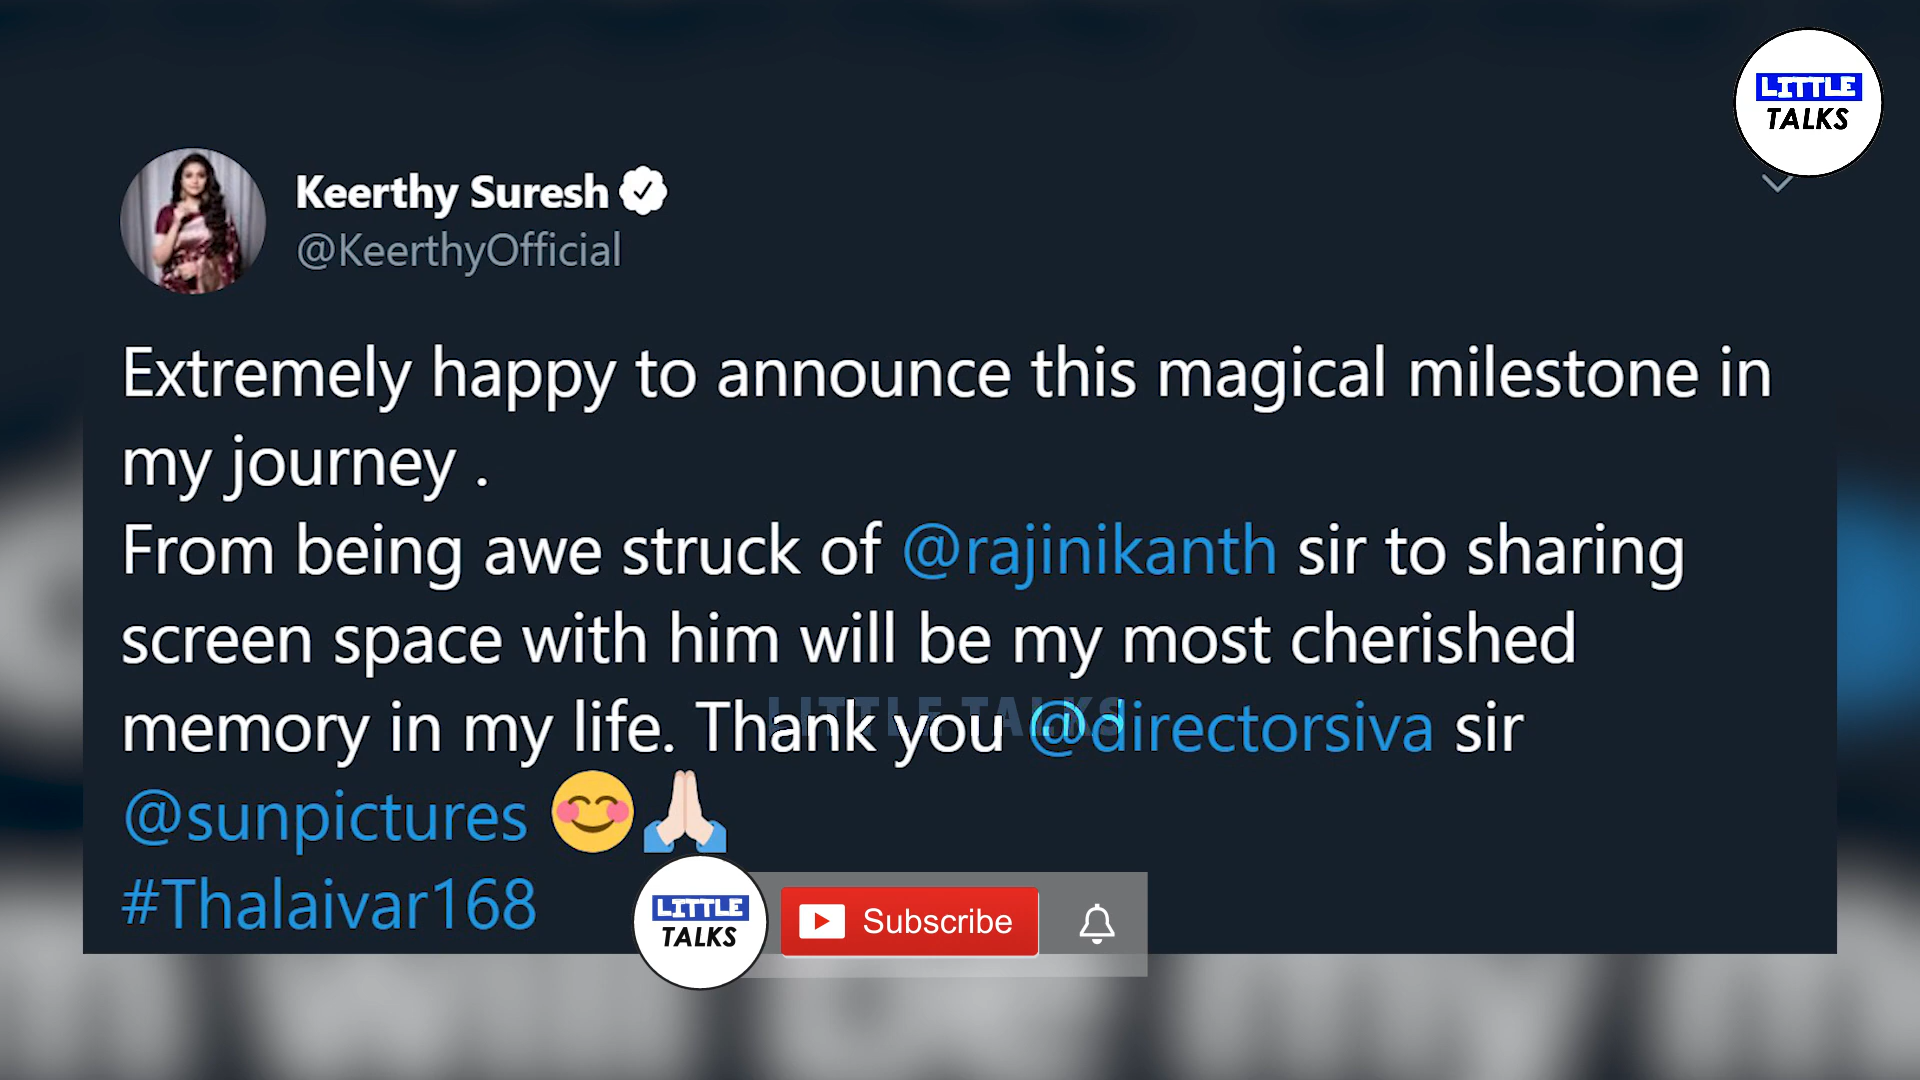 LITTLE
TALKS
Keerthy Suresh
@KeerthyOfficial
Extremely happy to announce this magical milestone in
my journey .
From being awe struck of @rajinikanth sir to sharing
screen space with him will be my most cherished
memory in my life. Thank you @directorsiva sir
LITTLE TALKS
@sunpictures 😊🙏🏻
#Thalaivar168
LITTLE
TALKS
Subscribe